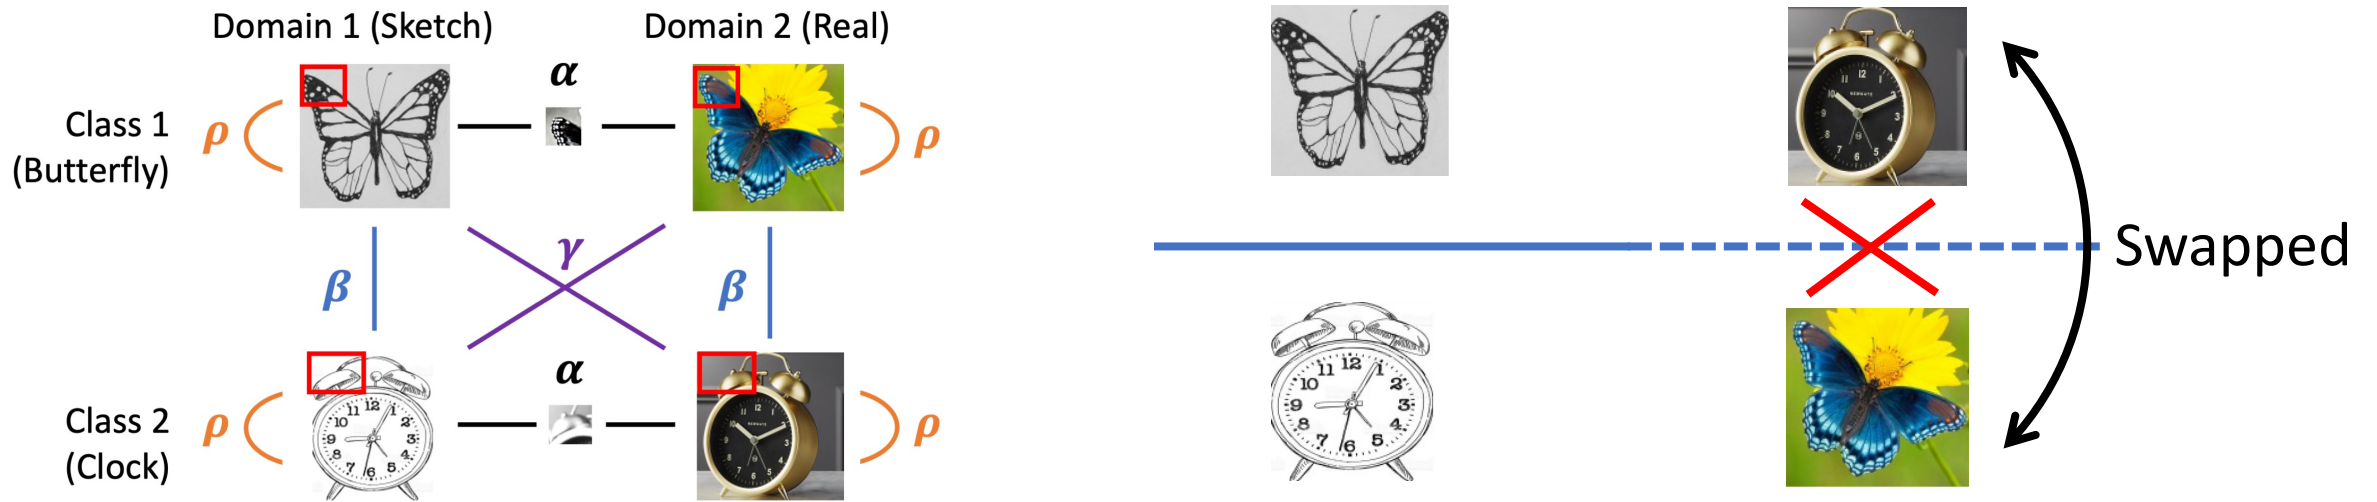 Domain 1 (Sketch)
Domain 2 (Real)
α
Class 1
(Butterfly)
ρ
ρ
γ
β
β
α
Class 2
(Clock)
ρ
ρ
Swapped